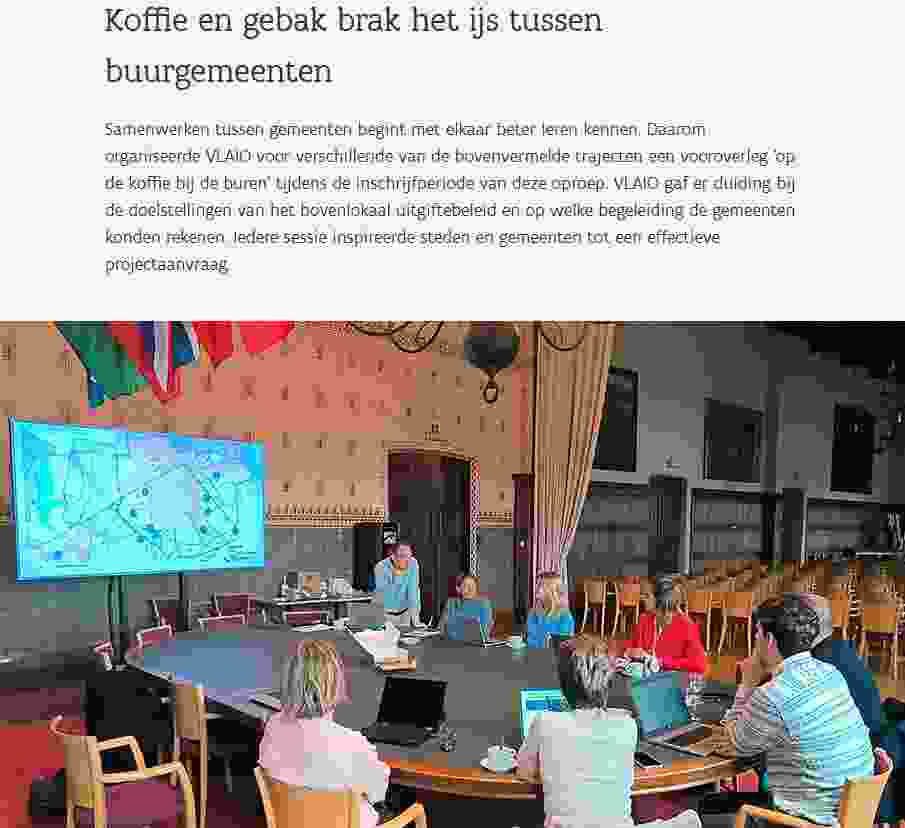 Koffie en gebak brak het ijs tussen
buurgemeenten
Samenwerken tussen gemeenten begint met elkaar beter leren kennen. Daarom
organiseerde VLAIO voor verschillende van de bovenvermelde trajecten een vooroverleg 'op
de koffie bij de buren' tijdens de inschrijfperiode van deze oproep. VLAIO gaf er duiding bij
de doelstellingen van het bovenlokaal uitgiftebeleid en op welke begeleiding de gemeenten
konden rekenen. Iedere sessie inspireerde steden en gemeenten tot een effectieve
projectaanvraag.